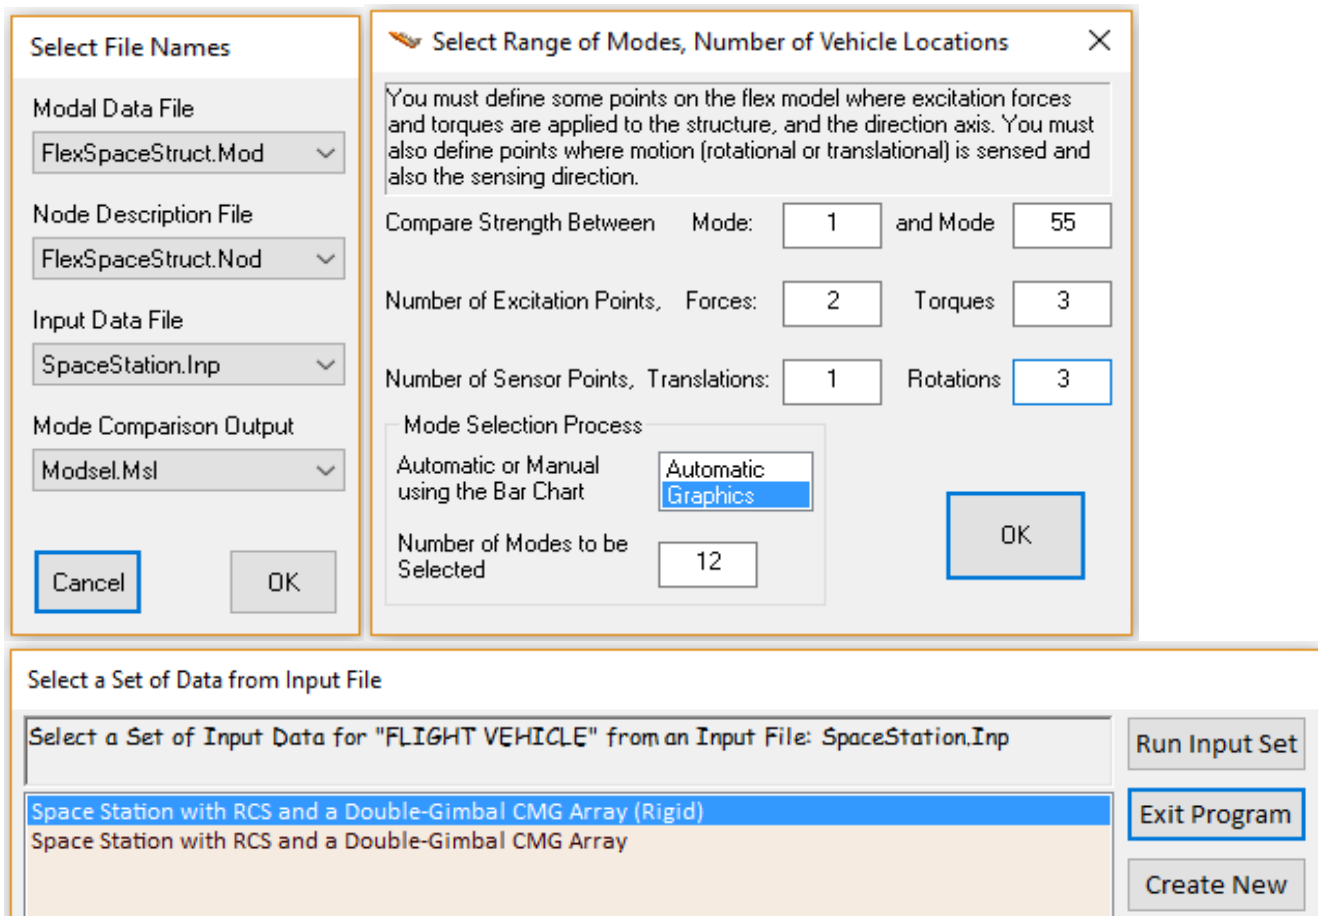 Select File Names
Modal Data File
FlexSpaceStruct.Mod
Node Description File
FlexSpaceStruct.Nod
Input Data File
SpaceStation.Inp
Mode Comparison Output
Modsel.Msl
Cancel OK
Select Range of Modes, Number of Vehicle Locations
You must define some points on the flex model where excitation forces
and torques are applied to the structure, and the direction axis. You must
also define points where motion (rotational or translational) is sensed and
also the sensing direction.
Compare Strength Between Mode: 1 and Mode 55
Number of Excitation Points, Forces: 2 Torques 3
Number of Sensor Points, Translations: 1 Rotations 3
Mode Selection Process
Automatic or Manual
using the Bar Chart
Automatic
Graphics
Number of Modes to be
Selected
12
OK
Select a Set of Data from Input File
Select a Set of Input Data for "FLIGHT VEHICLE" from an Input File: SpaceStation.Inp
Run Input Set
Space Station with RCS and a Double-Gimbal CMG Array (Rigid)
Space Station with RCS and a Double-Gimbal CMG Array
Exit Program
Create New